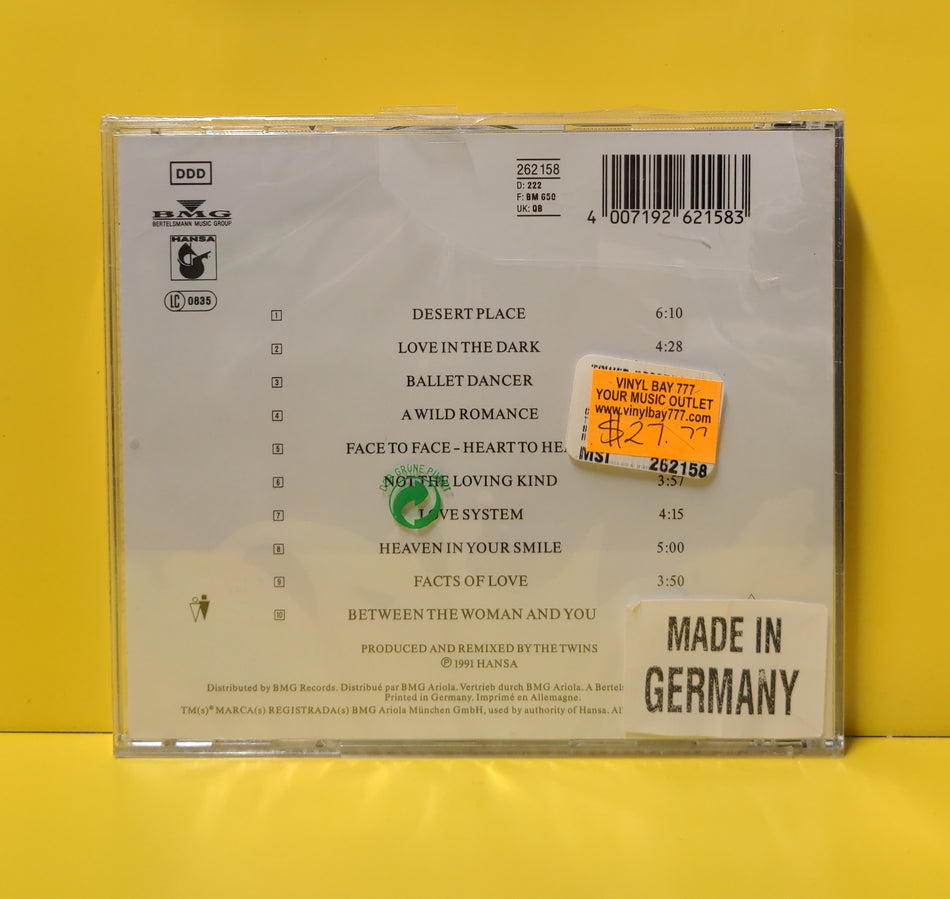 DDD
BMG
BERTELSMANN MUSIC GROUP
HANSA
LC 0835
262 158
D: 222
F: BM 650
UK: QB
4 007192 621583
1 DESERT PLACE 6:10
2 LOVE IN THE DARK 4:28
3 BALLET DANCER
4 A WILD ROMANCE
5 FACE TO FACE – HEART TO HEA
6 NOT THE LOVING KIND 3:57
7 LOVE SYSTEM 4:15
8 HEAVEN IN YOUR SMILE 5:00
9 FACTS OF LOVE 3:50
10 BETWEEN THE WOMAN AND YOU
VINYL BAY 777
YOUR MUSIC OUTLET
www.vinylbay777.com
$27.77
MSI 262158
DER GRÜNE PUNKT
PRODUCED AND REMIXED BY THE TWINS
℗ 1991 HANSA
Distributed by BMG Records. Distribué par BMG Ariola. Vertrieb durch BMG Ariola. A Bertels
Printed in Germany. Imprimé en Allemagne.
TM(s)® MARCA(s) REGISTRADA(s) BMG Ariola München GmbH, used by authority of Hansa. All
MADE IN
GERMANY